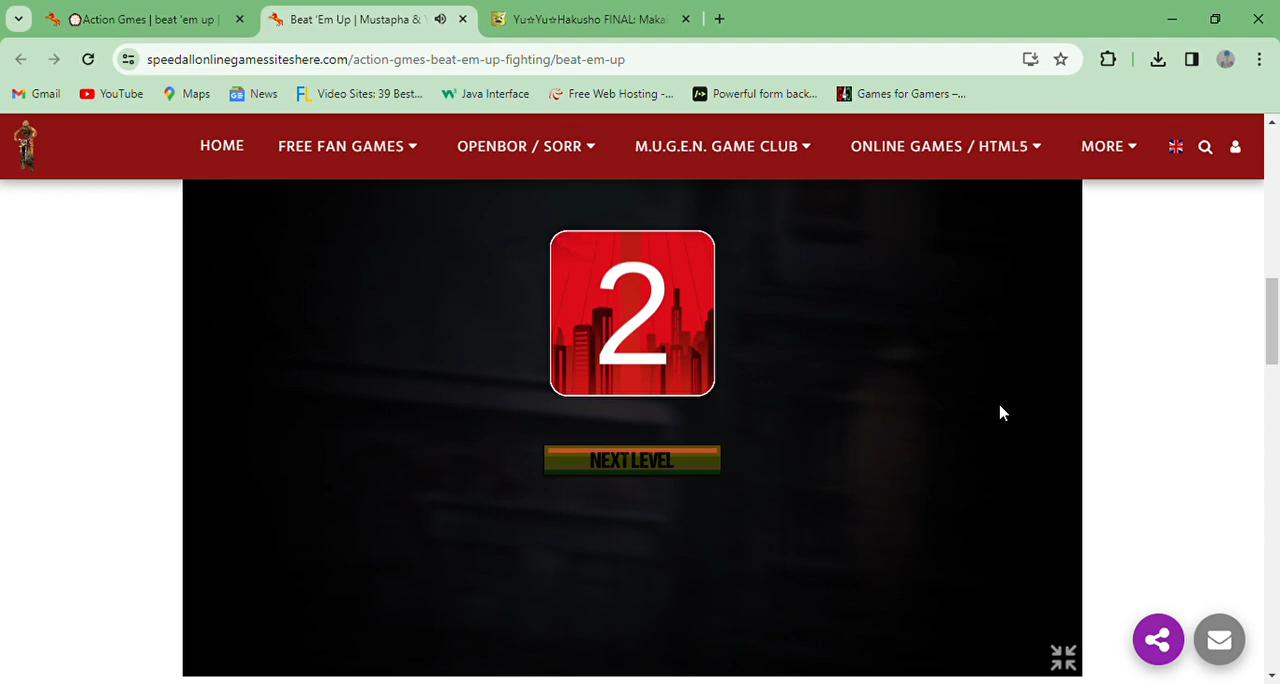 Action Gmes | beat 'em up |
Beat 'Em Up | Mustapha & Y
Yu☆Yu☆Hakusho FINAL: Maka
speedallonlinegamessiteshere.com/action-gmes-beat-em-up-fighting/beat-em-up
Gmail
YouTube
Maps
News
Video Sites: 39 Best...
Java Interface
Free Web Hosting -...
Powerful form back...
Games for Gamers –...
HOME
FREE FAN GAMES
OPENBOR / SORR
M.U.G.E.N. GAME CLUB
ONLINE GAMES / HTML5
MORE
2
NEXT LEVEL